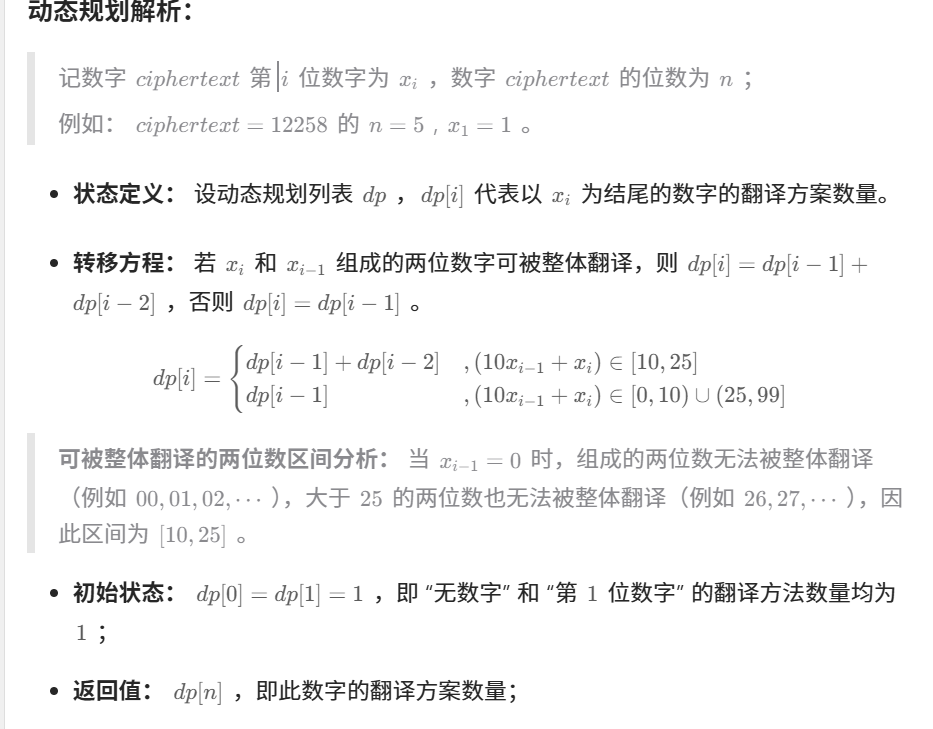 动态规划解析：
记数字 ciphertext 第 i 位数字为 x_i ，数字 ciphertext 的位数为 n ；
例如： ciphertext = 12258 的 n = 5 , x_1 = 1 。
• 状态定义： 设动态规划列表 dp ，dp[i] 代表以 x_i 为结尾的数字的翻译方案数量。
• 转移方程： 若 x_i 和 x_{i−1} 组成的两位数字可被整体翻译，则 dp[i] = dp[i − 1] +
dp[i − 2] ，否则 dp[i] = dp[i − 1] 。
dp[i] = { dp[i − 1] + dp[i − 2] , (10x_{i−1} + x_i) ∈ [10, 25]
dp[i − 1] , (10x_{i−1} + x_i) ∈ [0, 10) ∪ (25, 99]
可被整体翻译的两位数区间分析： 当 x_{i−1} = 0 时，组成的两位数无法被整体翻译
（例如 00, 01, 02, ⋯ ），大于 25 的两位数也无法被整体翻译（例如 26, 27, ⋯ ），因
此区间为 [10, 25] 。
• 初始状态： dp[0] = dp[1] = 1 ，即 “无数字” 和 “第 1 位数字” 的翻译方法数量均为
1 ；
• 返回值： dp[n] ，即此数字的翻译方案数量；